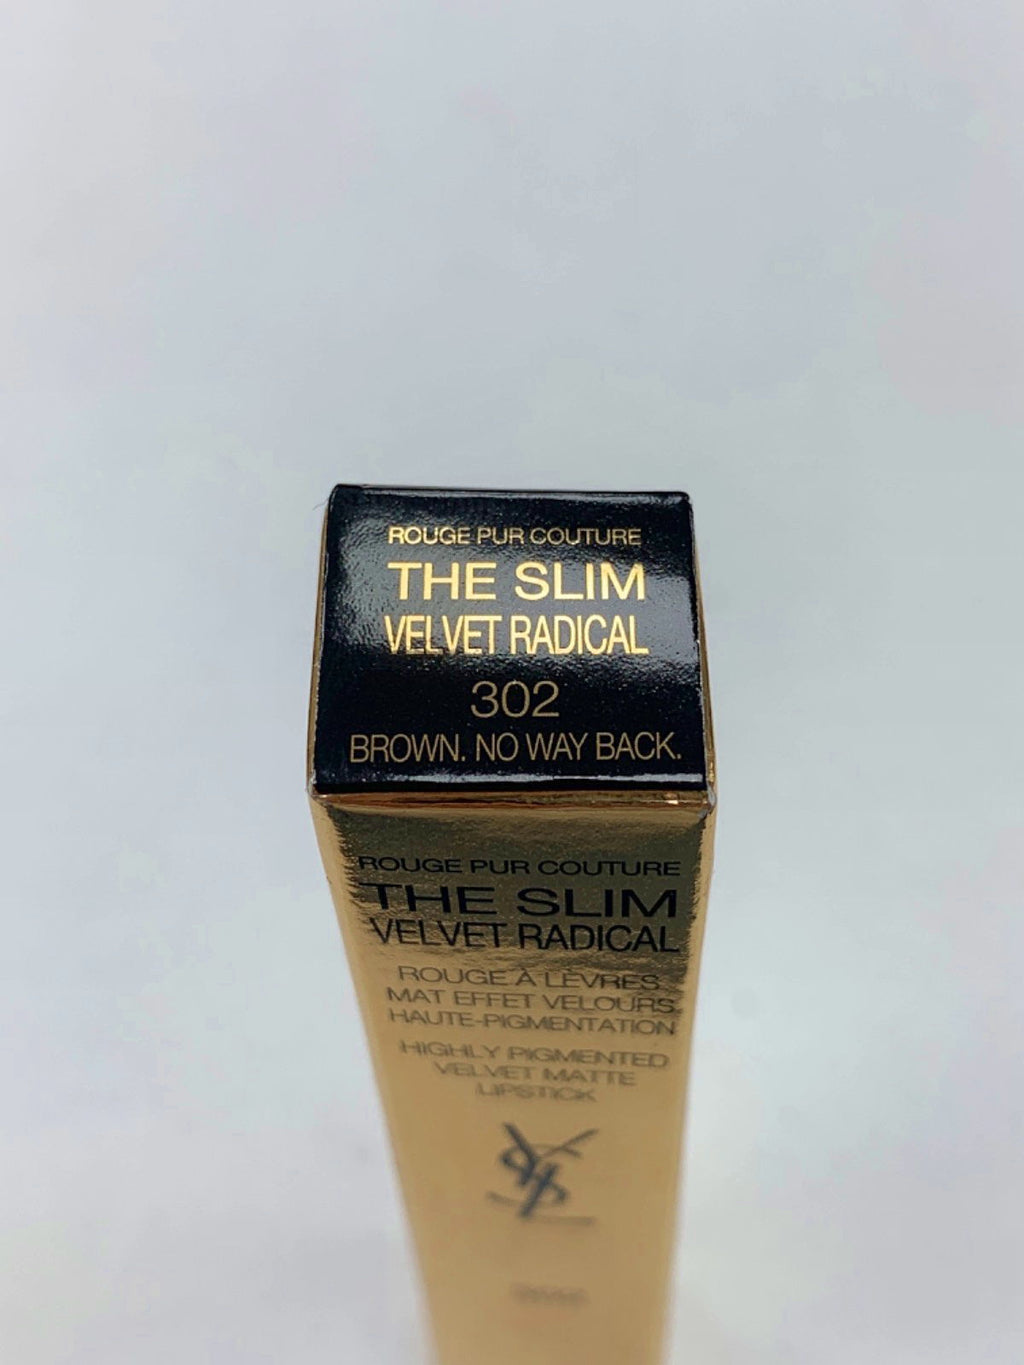 ROUGE PUR COUTURE
THE SLIM
VELVET RADICAL
302
BROWN. NO WAY BACK.
ROUGE PUR COUTURE
THE SLIM
VELVET RADICAL
ROUGE À LÈVRES
MAT EFFET VELOURS
HAUTE-PIGMENTATION
HIGHLY PIGMENTED
VELVET MATTE
LIPSTICK
YSL